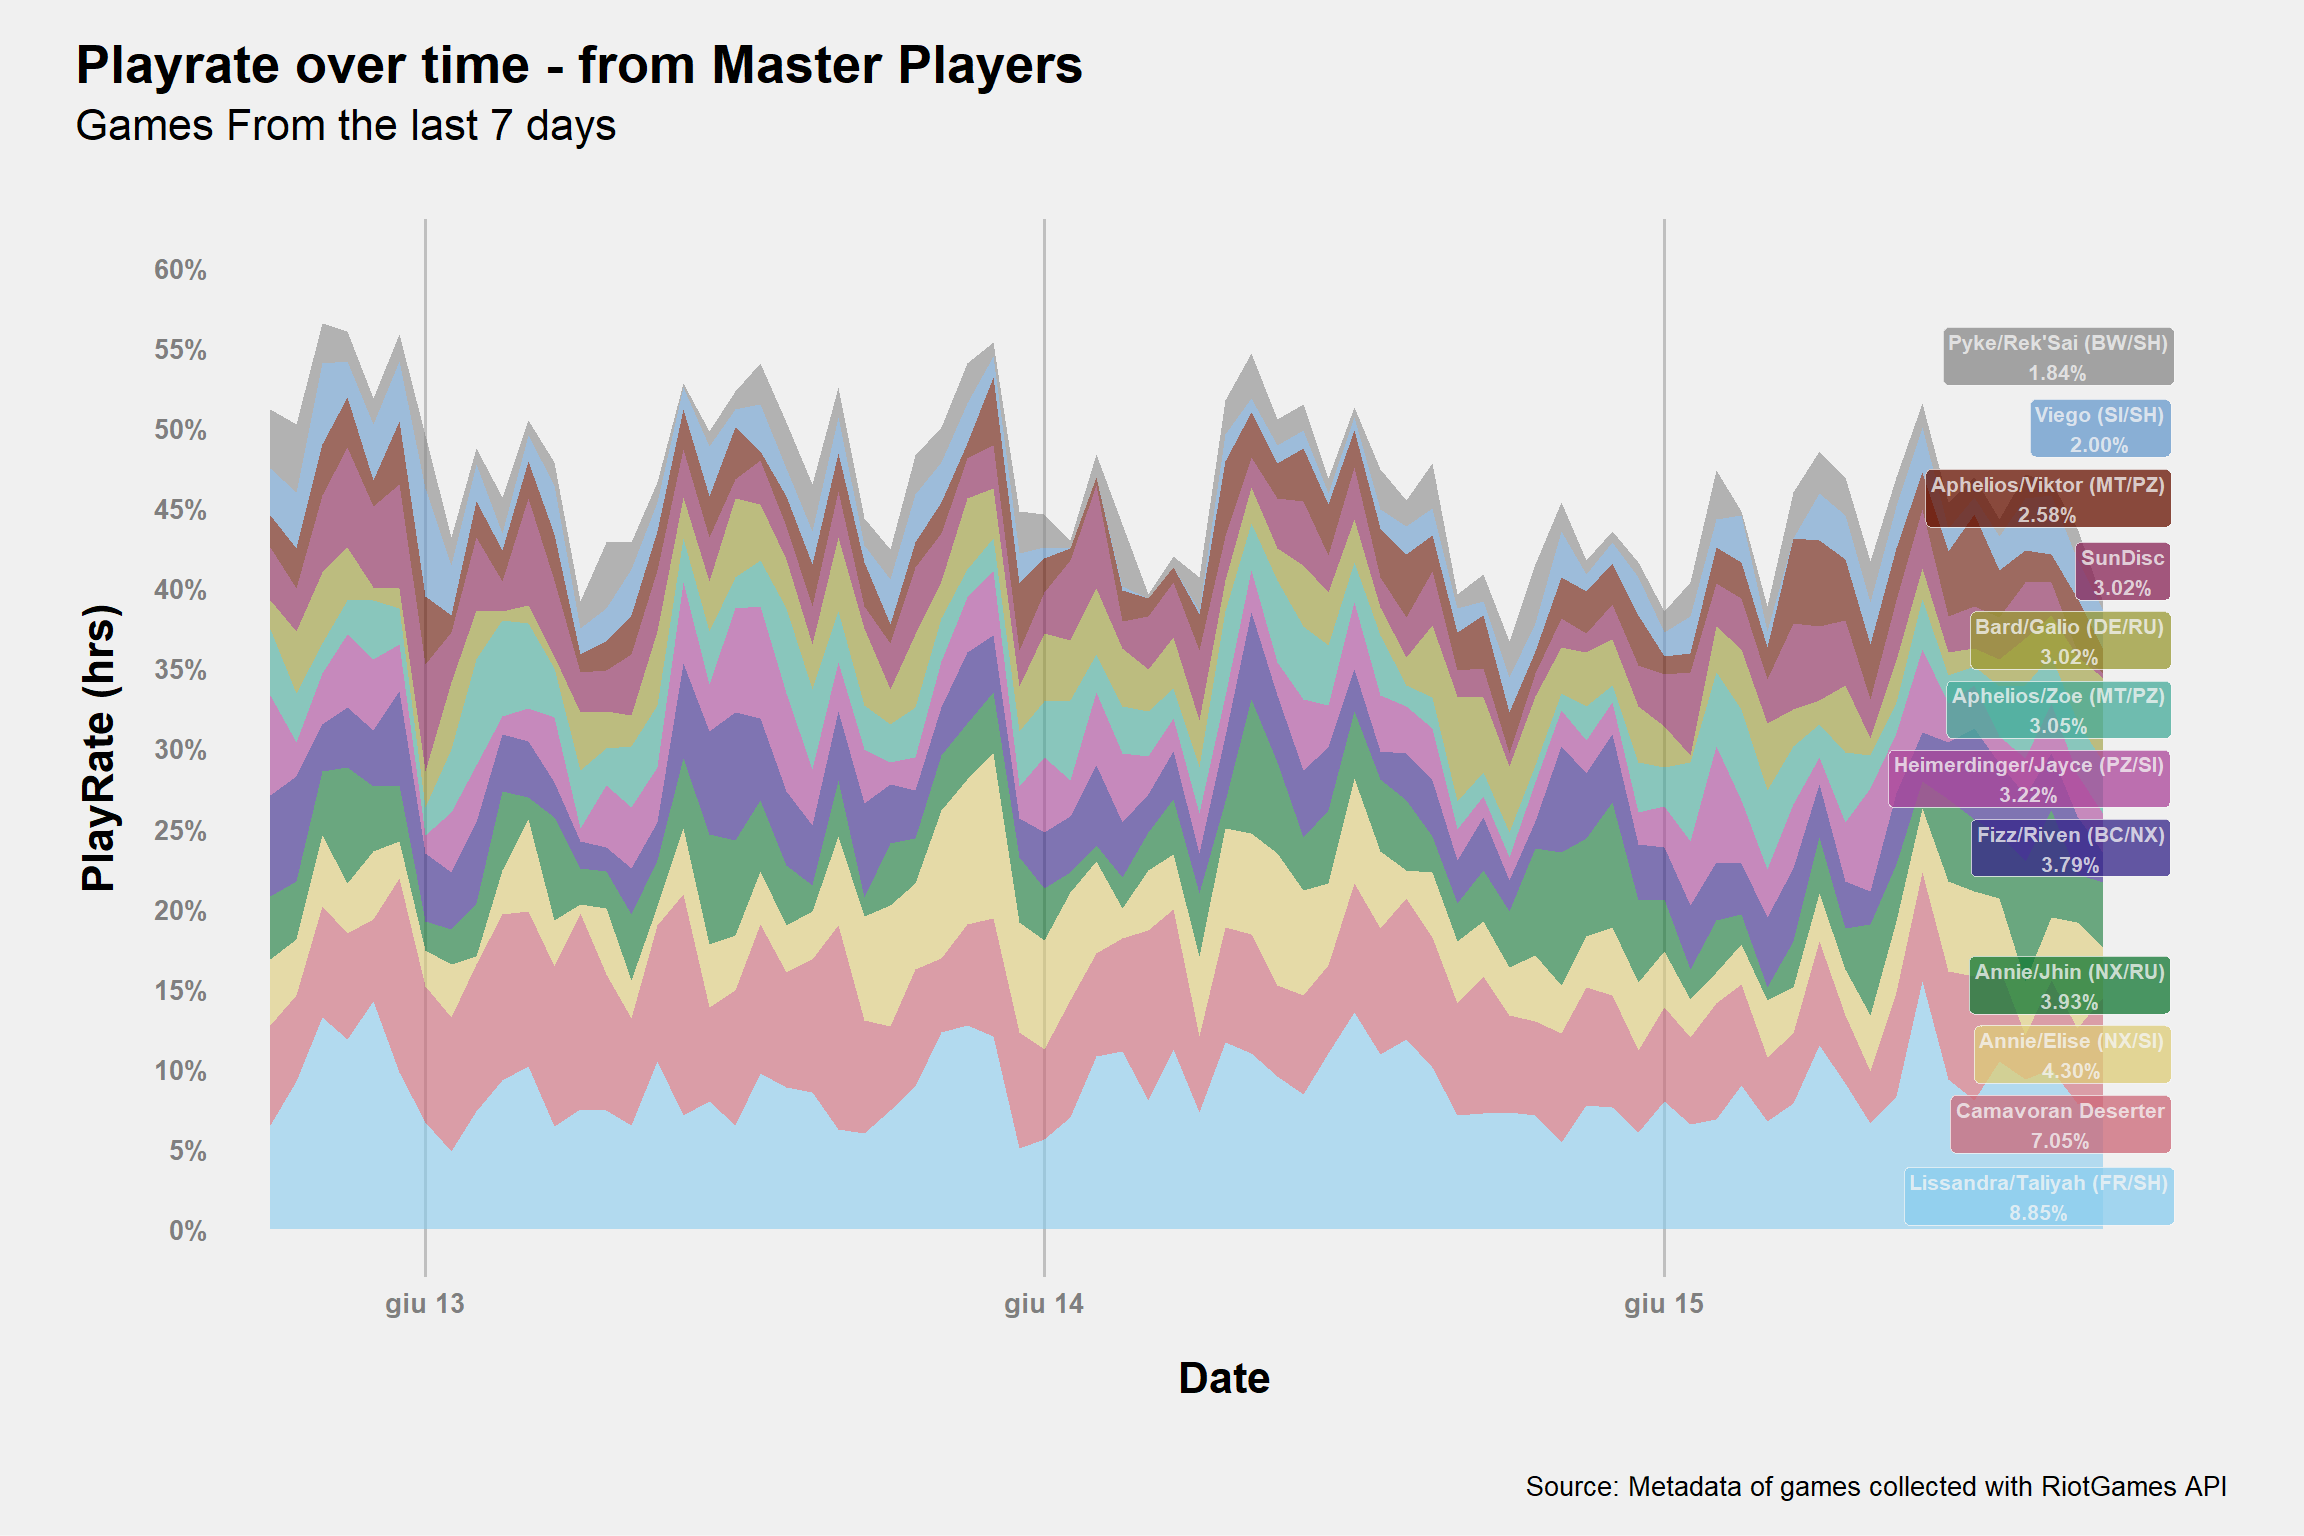 Playrate over time - from Master Players
Games From the last 7 days
PlayRate (hrs)
60%
55%
50%
45%
40%
35%
30%
25%
20%
15%
10%
5%
0%
Pyke/Rek'Sai (BW/SH)
1.84%
Viego (SI/SH)
2.00%
Aphelios/Viktor (MT/PZ)
2.58%
SunDisc
3.02%
Bard/Galio (DE/RU)
3.02%
Aphelios/Zoe (MT/PZ)
3.05%
Heimerdinger/Jayce (PZ/SI)
3.22%
Fizz/Riven (BC/NX)
3.79%
Annie/Jhin (NX/RU)
3.93%
Annie/Elise (NX/SI)
4.30%
Camavoran Deserter
7.05%
Lissandra/Taliyah (FR/SH)
8.85%
giu 13
giu 14
giu 15
Date
Source: Metadata of games collected with RiotGames API